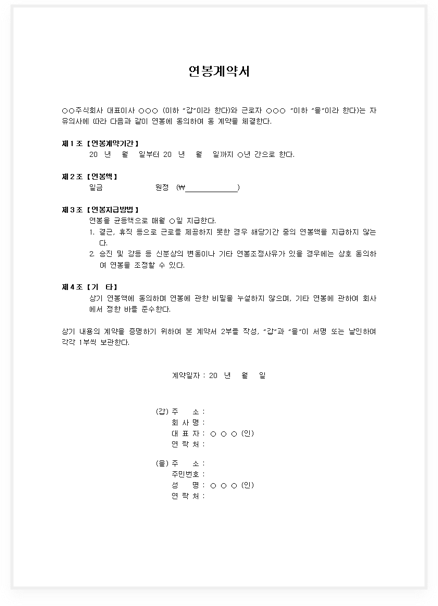 연봉계약서
○○주식회사 대표이사 ○○○ (이하 "갑"이라 한다)와 근로자 ○○○ "이하 "을"이라 한다)는 자
유의사에 따라 다음과 같이 연봉에 동의하여 동 계약을 체결한다.
제1조【연봉계약기간】
20 년 월 일부터 20 년 월 일까지 ○년 간으로 한다.
제2조【연봉액】
일금 원정 (₩ )
제3조【연봉지급방법】
연봉을 균등액으로 매월 ○일 지급한다.
1. 결근, 휴직 등으로 근로를 제공하지 못한 경우 해당기간 중의 연봉액을 지급하지 않는
다.
2. 승진 및 강등 등 신분상의 변동이나 기타 연봉조정사유가 있을 경우에는 상호 동의하
여 연봉을 조정할 수 있다.
제4조【기 타】
상기 연봉액에 동의하며 연봉에 관한 비밀을 누설하지 않으며, 기타 연봉에 관하여 회사
에서 정한 바를 준수한다.
상기 내용의 계약을 증명하기 위하여 본 계약서 2부를 작성, "갑"과 "을"이 서명 또는 날인하여
각각 1부씩 보관한다.
계약일자 : 20 년 월 일
(갑) 주 소 :
회 사 명 :
대 표 자 : ○ ○ ○ (인)
연 락 처 :
(을) 주 소 :
주민번호 :
성 명 : ○ ○ ○ (인)
연 락 처 :